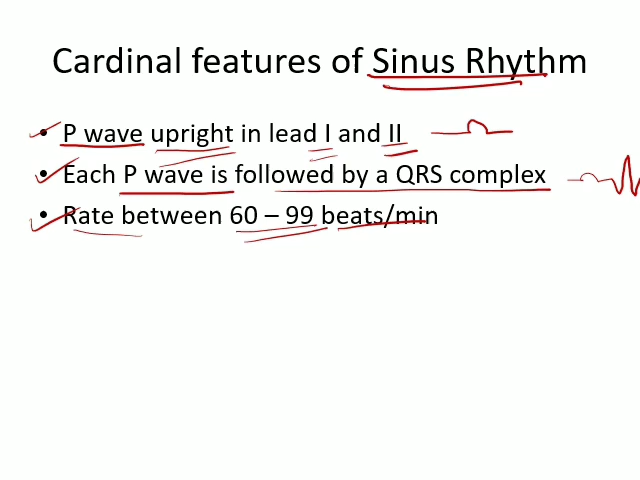 Cardinal features of Sinus Rhythm
• P wave upright in lead I and II
• Each P wave is followed by a QRS complex
• Rate between 60 – 99 beats/min